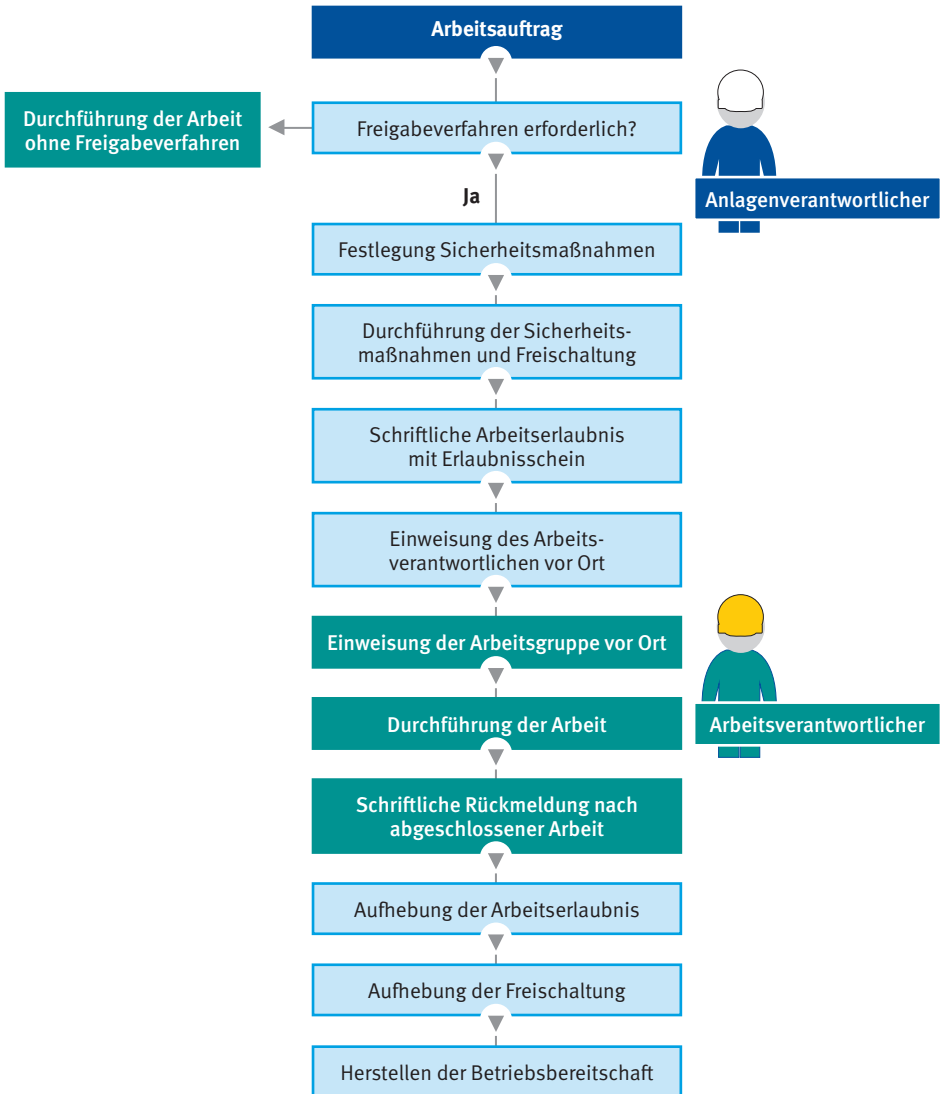 Arbeitsauftrag
Durchführung der Arbeit
ohne Freigabeverfahren
Freigabeverfahren erforderlich?
Anlagenverantwortlicher
Ja
Festlegung Sicherheitsmaßnahmen
Durchführung der Sicherheits-
maßnahmen und Freischaltung
Schriftliche Arbeitserlaubnis
mit Erlaubnisschein
Einweisung des Arbeits-
verantwortlichen vor Ort
Einweisung der Arbeitsgruppe vor Ort
Durchführung der Arbeit
Arbeitsverantwortlicher
Schriftliche Rückmeldung nach
abgeschlossener Arbeit
Aufhebung der Arbeitserlaubnis
Aufhebung der Freischaltung
Herstellen der Betriebsbereitschaft